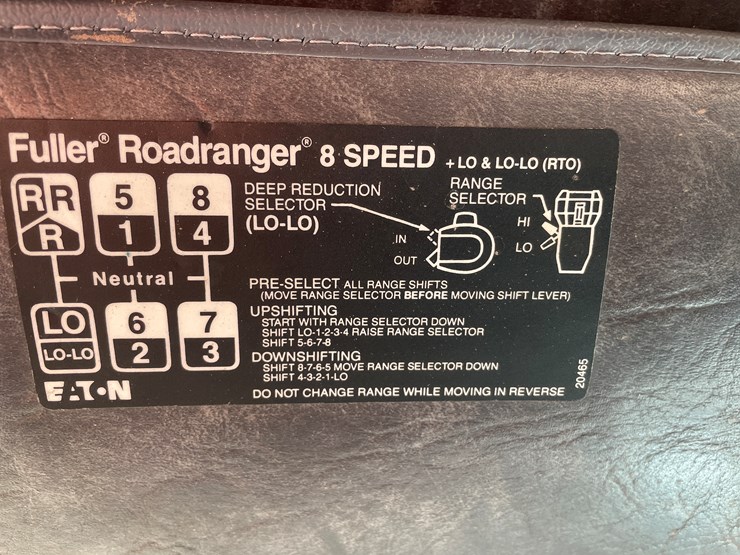 Fuller® Roadranger® 8 SPEED + LO & LO-LO (RTO)
R R
R
5
1
8
4
Neutral
LO
LO-LO
6
2
7
3
DEEP REDUCTION
SELECTOR
(LO-LO)
IN
OUT
RANGE
SELECTOR
HI
LO
PRE-SELECT ALL RANGE SHIFTS
(MOVE RANGE SELECTOR BEFORE MOVING SHIFT LEVER)
UPSHIFTING
START WITH RANGE SELECTOR DOWN
SHIFT LO-1-2-3-4 RAISE RANGE SELECTOR
SHIFT 5-6-7-8
DOWNSHIFTING
SHIFT 8-7-6-5 MOVE RANGE SELECTOR DOWN
SHIFT 4-3-2-1-LO
DO NOT CHANGE RANGE WHILE MOVING IN REVERSE
EATON
20465